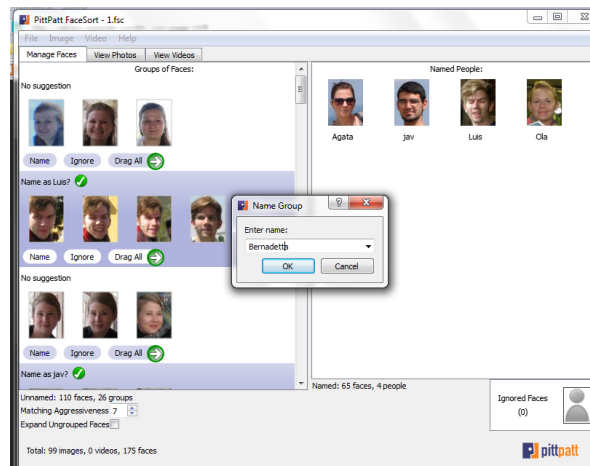 PittPatt FaceSort - 1.fsc
File Image Video Help
Manage Faces View Photos View Videos
Groups of Faces:
No suggestion
Name Ignore Drag All
Name as Luis?
Name Ignore Drag All
No suggestion
Name Ignore Drag All
Name as jav?
Unnamed: 110 faces, 26 groups
Matching Aggressiveness 7
Expand Ungrouped Faces
Total: 99 images, 0 videos, 175 faces
Named People:
Agata jav Luis Ola
Name Group
Enter name:
Bernadetta
OK Cancel
Named: 65 faces, 4 people
Ignored Faces
(0)
pittpatt